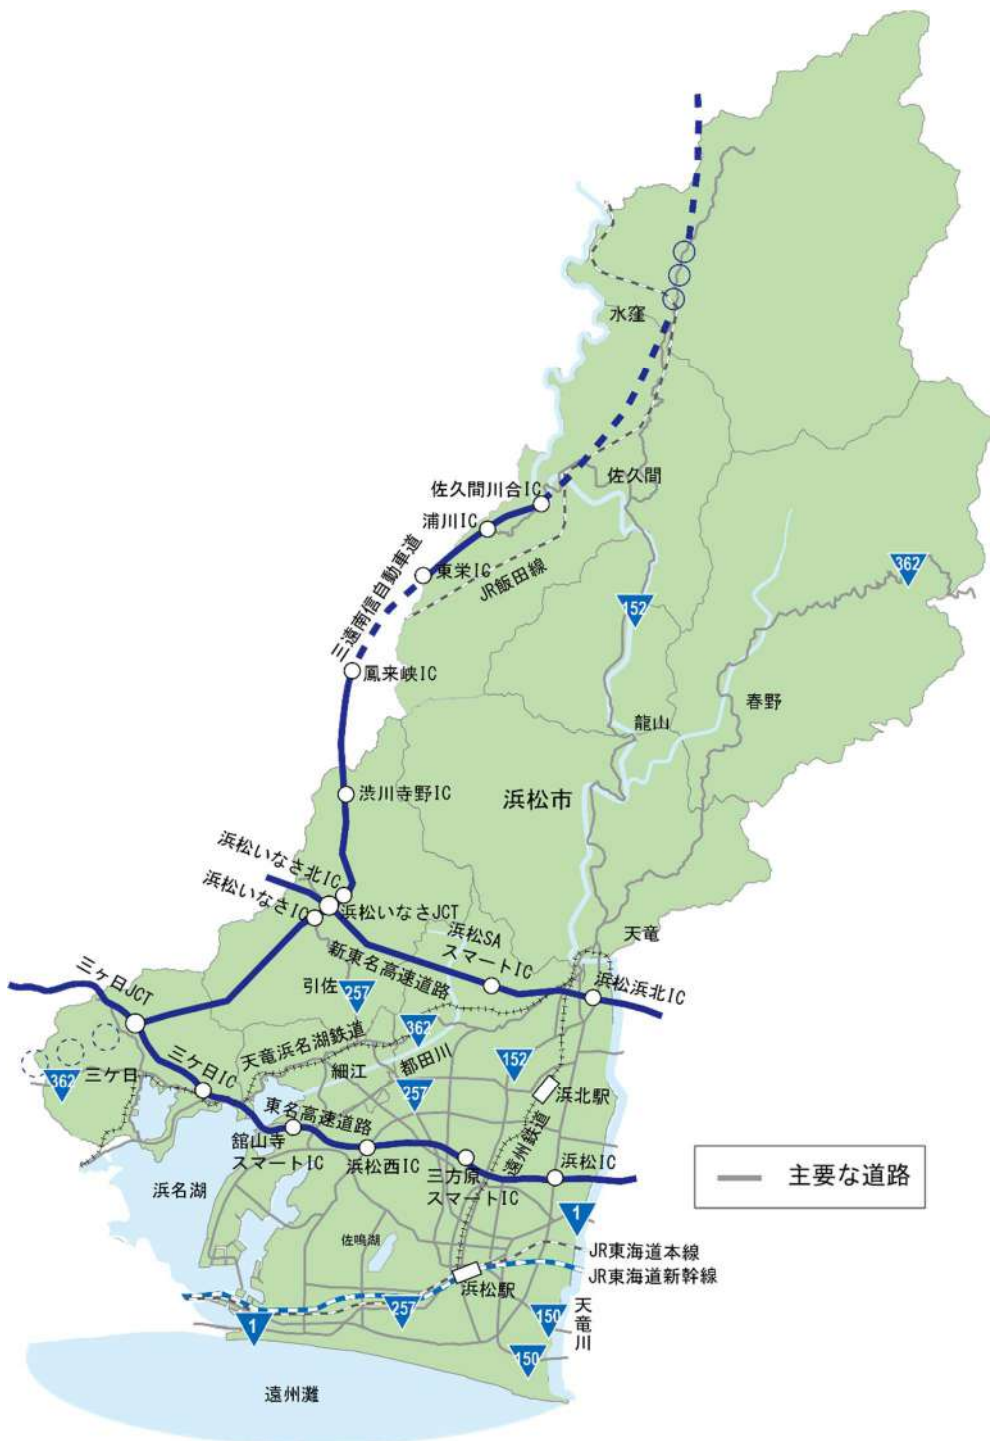 水窪
佐久間
佐久間川合IC
浦川IC
362
東栄IC
JR飯田線
三遠南信自動車道
152
鳳来峡IC
春野
龍山
渋川寺野IC
浜松市
浜松いなさ北IC
浜松いなさIC
浜松いなさJCT
浜松SA
スマートIC
天竜
新東名高速道路
三ケ日JCT
引佐
257
浜松浜北IC
362
天竜浜名湖鉄道
都田川
三ケ日IC
152
362
三ケ日
細江
257
浜北駅
東名高速道路
舘山寺
スマートIC
浜松西IC
遠州鉄道
三方原
スマートIC
浜松IC
主要な道路
浜名湖
1
佐鳴湖
JR東海道本線
JR東海道新幹線
浜松駅
257
1
150
天竜川
150
遠州灘